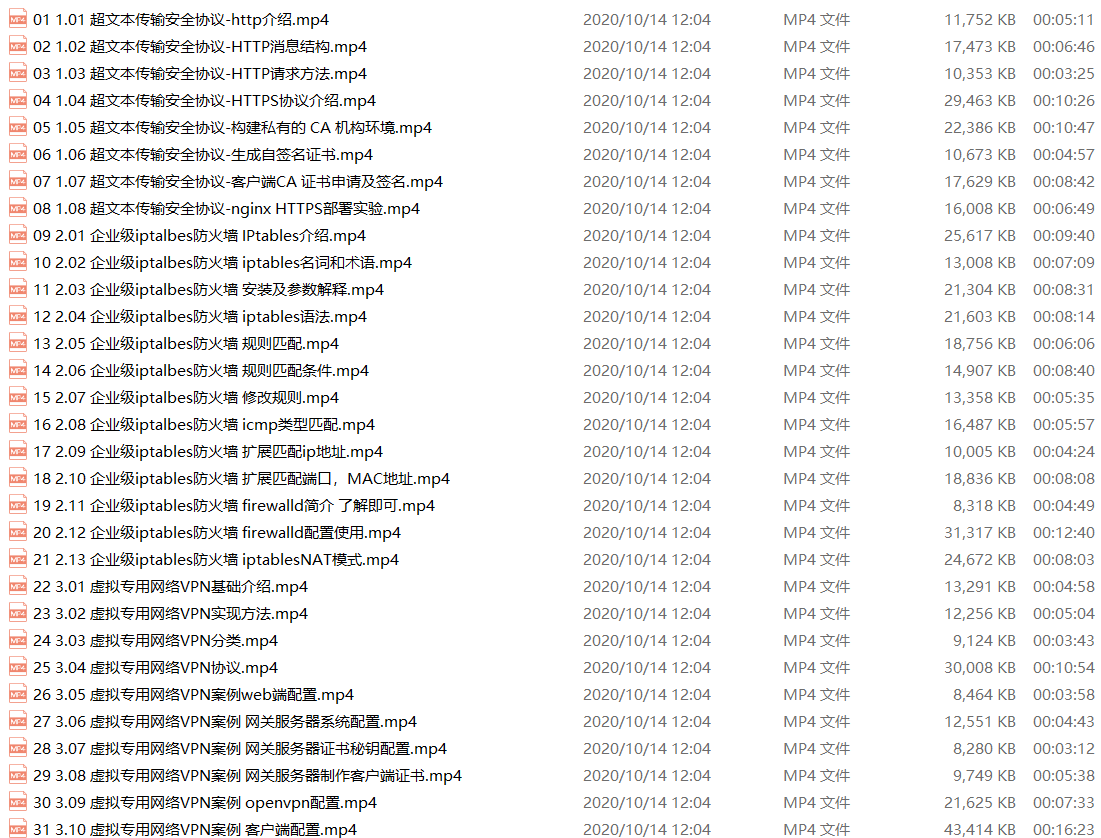 01 1.01 超文本传输安全协议-http介绍.mp4 2020/10/14 12:04 MP4 文件 11,752 KB 00:05:11
02 1.02 超文本传输安全协议-HTTP消息结构.mp4 2020/10/14 12:04 MP4 文件 17,473 KB 00:06:46
03 1.03 超文本传输安全协议-HTTP请求方法.mp4 2020/10/14 12:04 MP4 文件 10,353 KB 00:03:25
04 1.04 超文本传输安全协议-HTTPS协议介绍.mp4 2020/10/14 12:04 MP4 文件 29,463 KB 00:10:26
05 1.05 超文本传输安全协议-构建私有的 CA 机构环境.mp4 2020/10/14 12:04 MP4 文件 22,386 KB 00:10:47
06 1.06 超文本传输安全协议-生成自签名证书.mp4 2020/10/14 12:04 MP4 文件 10,673 KB 00:04:57
07 1.07 超文本传输安全协议-客户端CA 证书申请及签名.mp4 2020/10/14 12:04 MP4 文件 17,629 KB 00:08:42
08 1.08 超文本传输安全协议-nginx HTTPS部署实验.mp4 2020/10/14 12:04 MP4 文件 16,008 KB 00:06:49
09 2.01 企业级iptalbes防火墙 IPtables介绍.mp4 2020/10/14 12:04 MP4 文件 25,617 KB 00:09:40
10 2.02 企业级iptalbes防火墙 iptables名词和术语.mp4 2020/10/14 12:04 MP4 文件 13,008 KB 00:07:09
11 2.03 企业级iptalbes防火墙 安装及参数解释.mp4 2020/10/14 12:04 MP4 文件 21,304 KB 00:08:31
12 2.04 企业级iptalbes防火墙 iptables语法.mp4 2020/10/14 12:04 MP4 文件 21,603 KB 00:08:14
13 2.05 企业级iptalbes防火墙 规则匹配.mp4 2020/10/14 12:04 MP4 文件 18,756 KB 00:06:06
14 2.06 企业级iptalbes防火墙 规则匹配条件.mp4 2020/10/14 12:04 MP4 文件 14,907 KB 00:08:40
15 2.07 企业级iptalbes防火墙 修改规则.mp4 2020/10/14 12:04 MP4 文件 13,358 KB 00:05:35
16 2.08 企业级iptalbes防火墙 icmp类型匹配.mp4 2020/10/14 12:04 MP4 文件 16,487 KB 00:05:57
17 2.09 企业级iptalbes防火墙 扩展匹配ip地址.mp4 2020/10/14 12:04 MP4 文件 10,005 KB 00:04:24
18 2.10 企业级iptalbes防火墙 扩展匹配端口，MAC地址.mp4 2020/10/14 12:04 MP4 文件 18,836 KB 00:08:08
19 2.11 企业级iptables防火墙 firewalld简介 了解即可.mp4 2020/10/14 12:04 MP4 文件 8,318 KB 00:04:49
20 2.12 企业级iptables防火墙 firewalld配置使用.mp4 2020/10/14 12:04 MP4 文件 31,317 KB 00:12:40
21 2.13 企业级iptables防火墙 iptablesNAT模式.mp4 2020/10/14 12:04 MP4 文件 24,672 KB 00:08:03
22 3.01 虚拟专用网络VPN基础介绍.mp4 2020/10/14 12:04 MP4 文件 13,291 KB 00:04:58
23 3.02 虚拟专用网络VPN实现方法.mp4 2020/10/14 12:04 MP4 文件 12,256 KB 00:05:04
24 3.03 虚拟专用网络VPN分类.mp4 2020/10/14 12:04 MP4 文件 9,124 KB 00:03:43
25 3.04 虚拟专用网络VPN协议.mp4 2020/10/14 12:04 MP4 文件 30,008 KB 00:10:54
26 3.05 虚拟专用网络VPN案例web端配置.mp4 2020/10/14 12:04 MP4 文件 8,464 KB 00:03:58
27 3.06 虚拟专用网络VPN案例 网关服务器系统配置.mp4 2020/10/14 12:04 MP4 文件 12,551 KB 00:04:43
28 3.07 虚拟专用网络VPN案例 网关服务器证书秘钥配置.mp4 2020/10/14 12:04 MP4 文件 8,280 KB 00:03:12
29 3.08 虚拟专用网络VPN案例 网关服务器制作客户端证书.mp4 2020/10/14 12:04 MP4 文件 9,749 KB 00:05:38
30 3.09 虚拟专用网络VPN案例 openvpn配置.mp4 2020/10/14 12:04 MP4 文件 21,625 KB 00:07:33
31 3.10 虚拟专用网络VPN案例 客户端配置.mp4 2020/10/14 12:04 MP4 文件 43,414 KB 00:16:23